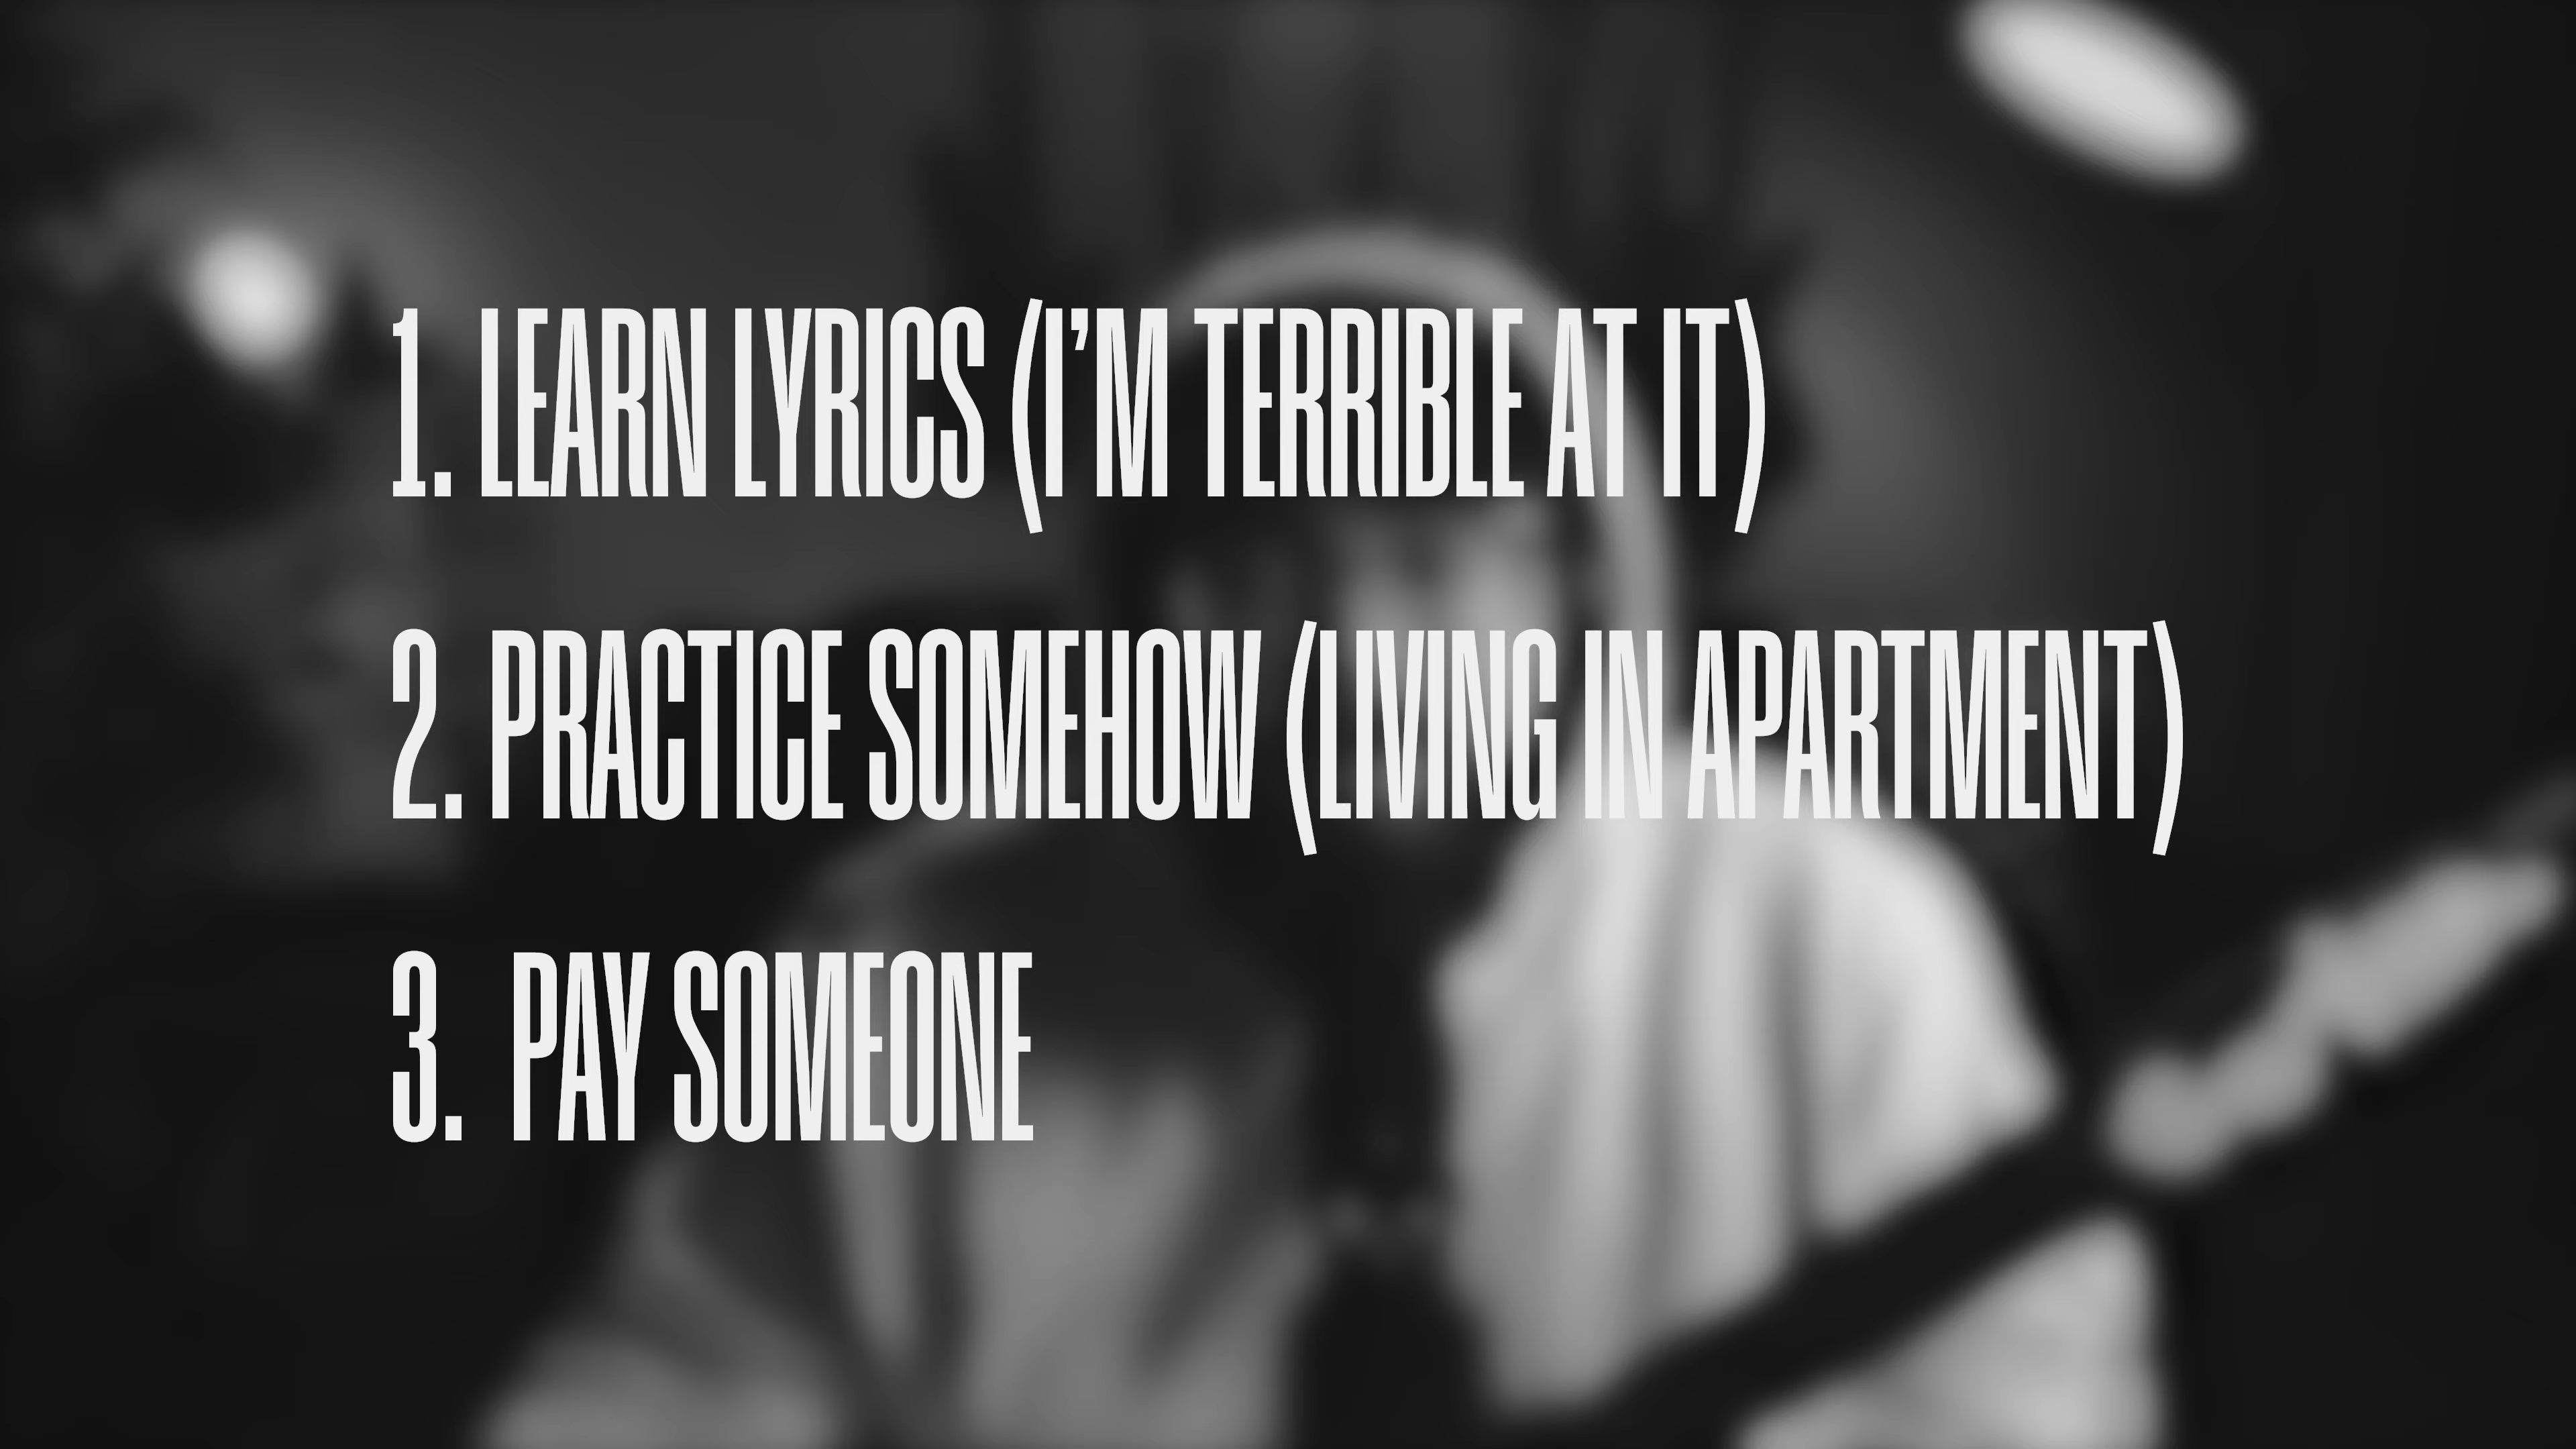 1. LEARN LYRICS (I’M TERRIBLE AT IT)
2. PRACTICE SOMEHOW (LIVING IN APARTMENT)
3. PAY SOMEONE